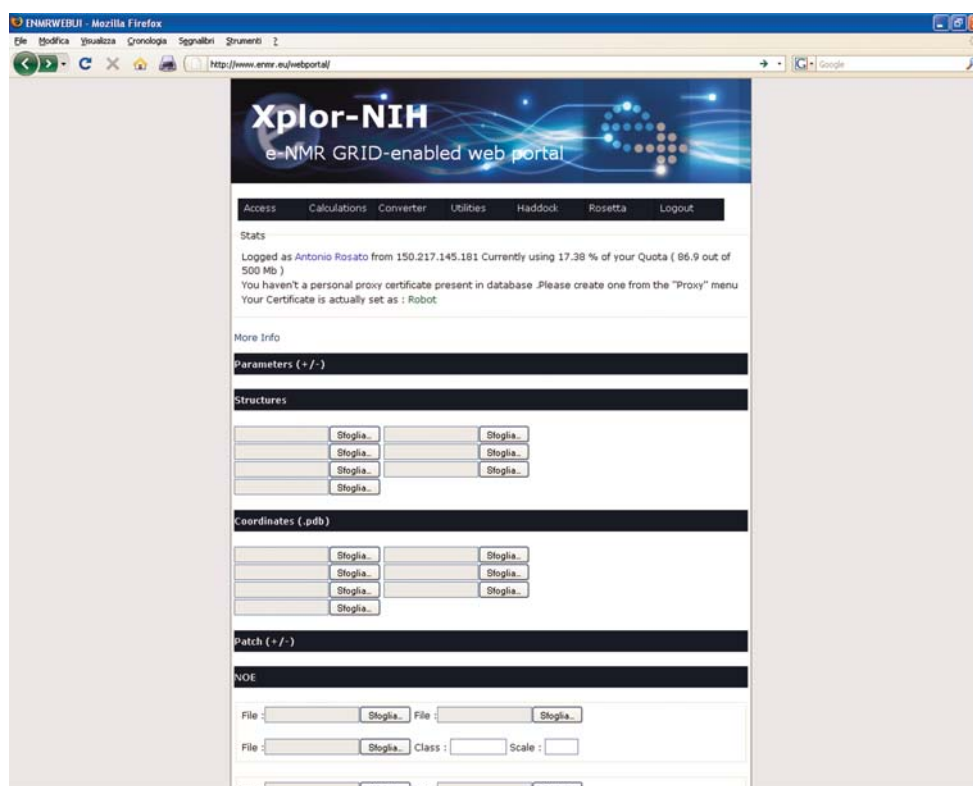 ENMRWEBUI - Mozilla Firefox
File Modifica Visualizza Cronologia Segnalibri Strumenti ?
http://www.enmr.eu/webportal/
Google
Xplor-NIH
e-NMR GRID-enabled web portal
Access Calculations Converter Utilities Haddock Rosetta Logout
Stats
Logged as Antonio Rosato from 150.217.145.181 Currently using 17.38 % of your Quota ( 86.9 out of
500 Mb )
You haven't a personal proxy certificate present in database .Please create one from the "Proxy" menu
Your Certificate is actually set as : Robot
More Info
Parameters (+/-)
Structures
Sfoglia... Sfoglia...
Sfoglia... Sfoglia...
Sfoglia... Sfoglia...
Sfoglia...
Coordinates (.pdb)
Sfoglia... Sfoglia...
Sfoglia... Sfoglia...
Sfoglia... Sfoglia...
Sfoglia...
Patch (+/-)
NOE
File : Sfoglia... File : Sfoglia...
File : Sfoglia... Class : Scale :